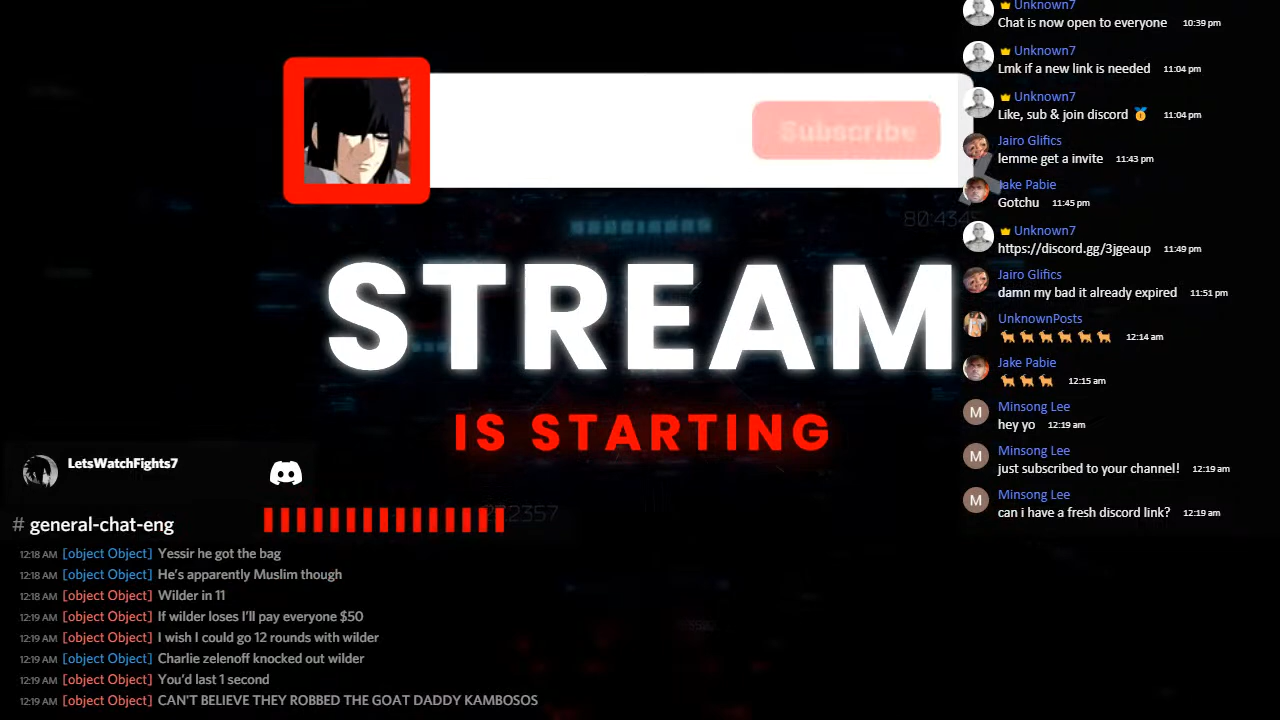 Subscribe
80:434
STREAM
IS STARTING
LetsWatchFights7
# general-chat-eng
2357
12:18 AM [object Object] Yessir he got the bag
12:18 AM [object Object] He's apparently Muslim though
12:18 AM [object Object] Wilder in 11
12:19 AM [object Object] If wilder loses I'll pay everyone $50
12:19 AM [object Object] I wish I could go 12 rounds with wilder
12:19 AM [object Object] Charlie zelenoff knocked out wilder
12:19 AM [object Object] You'd last 1 second
12:19 AM [object Object] CAN'T BELIEVE THEY ROBBED THE GOAT DADDY KAMBOSOS
Unknown7
Chat is now open to everyone 10:39 pm
Unknown7
Lmk if a new link is needed 11:04 pm
Unknown7
Like, sub & join discord 🥇 11:04 pm
Jairo Glifics
lemme get a invite 11:43 pm
Jake Pabie
Gotchu 11:45 pm
Unknown7
https://discord.gg/3jgeaup 11:49 pm
Jairo Glifics
damn my bad it already expired 11:51 pm
UnknownPosts
🐐🐐🐐🐐🐐🐐 12:14 am
Jake Pabie
🐐🐐🐐 12:15 am
M Minsong Lee
hey yo 12:19 am
M Minsong Lee
just subscribed to your channel! 12:19 am
M Minsong Lee
can i have a fresh discord link? 12:19 am